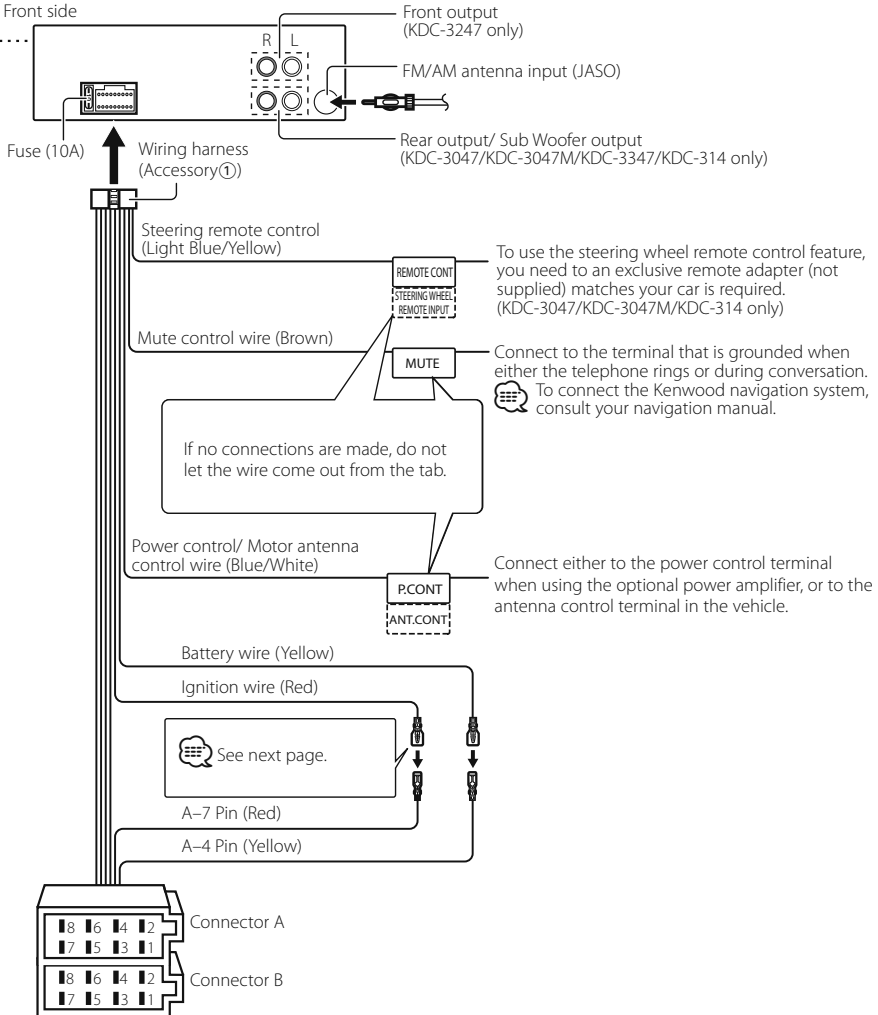 Front side
Front output
(KDC-3247 only)
R L
FM/AM antenna input (JASO)
Rear output/ Sub Woofer output
(KDC-3047/KDC-3047M/KDC-3347/KDC-314 only)
Fuse (10A)
Wiring harness
(Accessory①)
Steering remote control
(Light Blue/Yellow)
REMOTE CONT
STEERING WHEEL
REMOTE INPUT
To use the steering wheel remote control feature,
you need to an exclusive remote adapter (not
supplied) matches your car is required.
(KDC-3047/KDC-3047M/KDC-314 only)
Mute control wire (Brown)
MUTE
Connect to the terminal that is grounded when
either the telephone rings or during conversation.
To connect the Kenwood navigation system,
consult your navigation manual.
If no connections are made, do not
let the wire come out from the tab.
Power control/ Motor antenna
control wire (Blue/White)
P.CONT
ANT.CONT
Connect either to the power control terminal
when using the optional power amplifier, or to the
antenna control terminal in the vehicle.
Battery wire (Yellow)
Ignition wire (Red)
See next page.
A–7 Pin (Red)
A–4 Pin (Yellow)
8 6 4 2
7 5 3 1
Connector A
8 6 4 2
7 5 3 1
Connector B